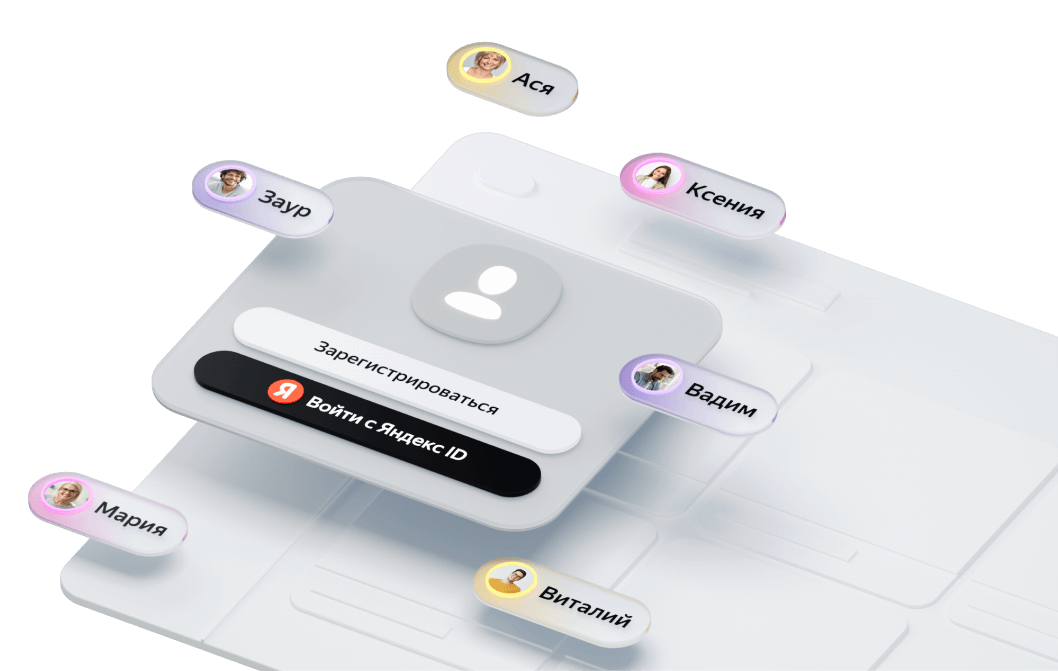 Ася
Ксения
Заур
Зарегистрироваться
Вадим
Я Войти с Яндекс ID
Мария
Виталий